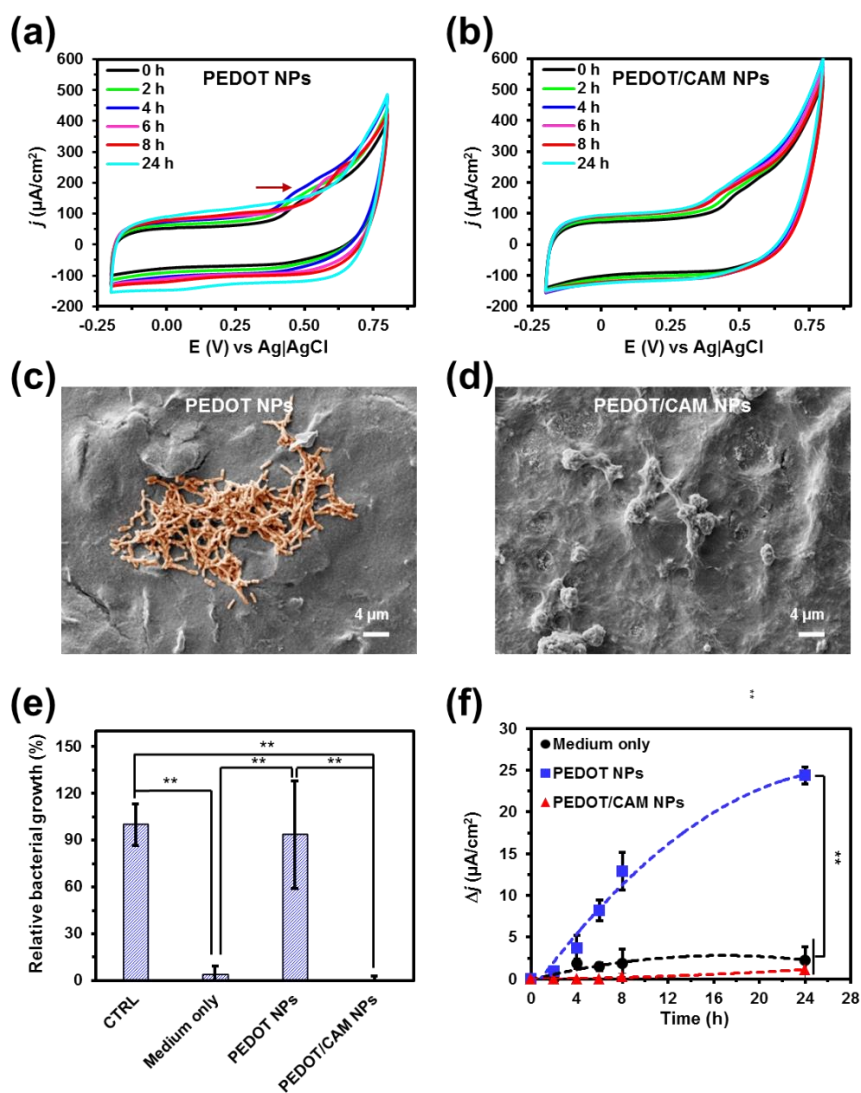 (a)
PEDOT NPs
0 h
2 h
4 h
6 h
8 h
24 h
600
500
400
300
200
100
0
-100
-200
j (µA/cm²)
-0.25
0.00
0.25
0.50
0.75
E (V) vs Ag|AgCl
(b)
PEDOT/CAM NPs
0 h
2 h
4 h
6 h
8 h
24 h
600
500
400
300
200
100
0
-100
-200
j (µA/cm²)
-0.25
0
0.25
0.50
0.75
E (V) vs Ag|AgCl
(c)
PEDOT NPs
4 µm
(d)
PEDOT/CAM NPs
4 µm
(e)
150
120
90
60
30
0
Relative bacterial growth (%)
**
**
**
**
CTRL
Medium only
PEDOT NPs
PEDOT/CAM NPs
(f)
**
30
25
20
15
10
5
0
Δj (µA/cm²)
Medium only
PEDOT NPs
PEDOT/CAM NPs
**
0
4
8
12
16
20
24
28
Time (h)